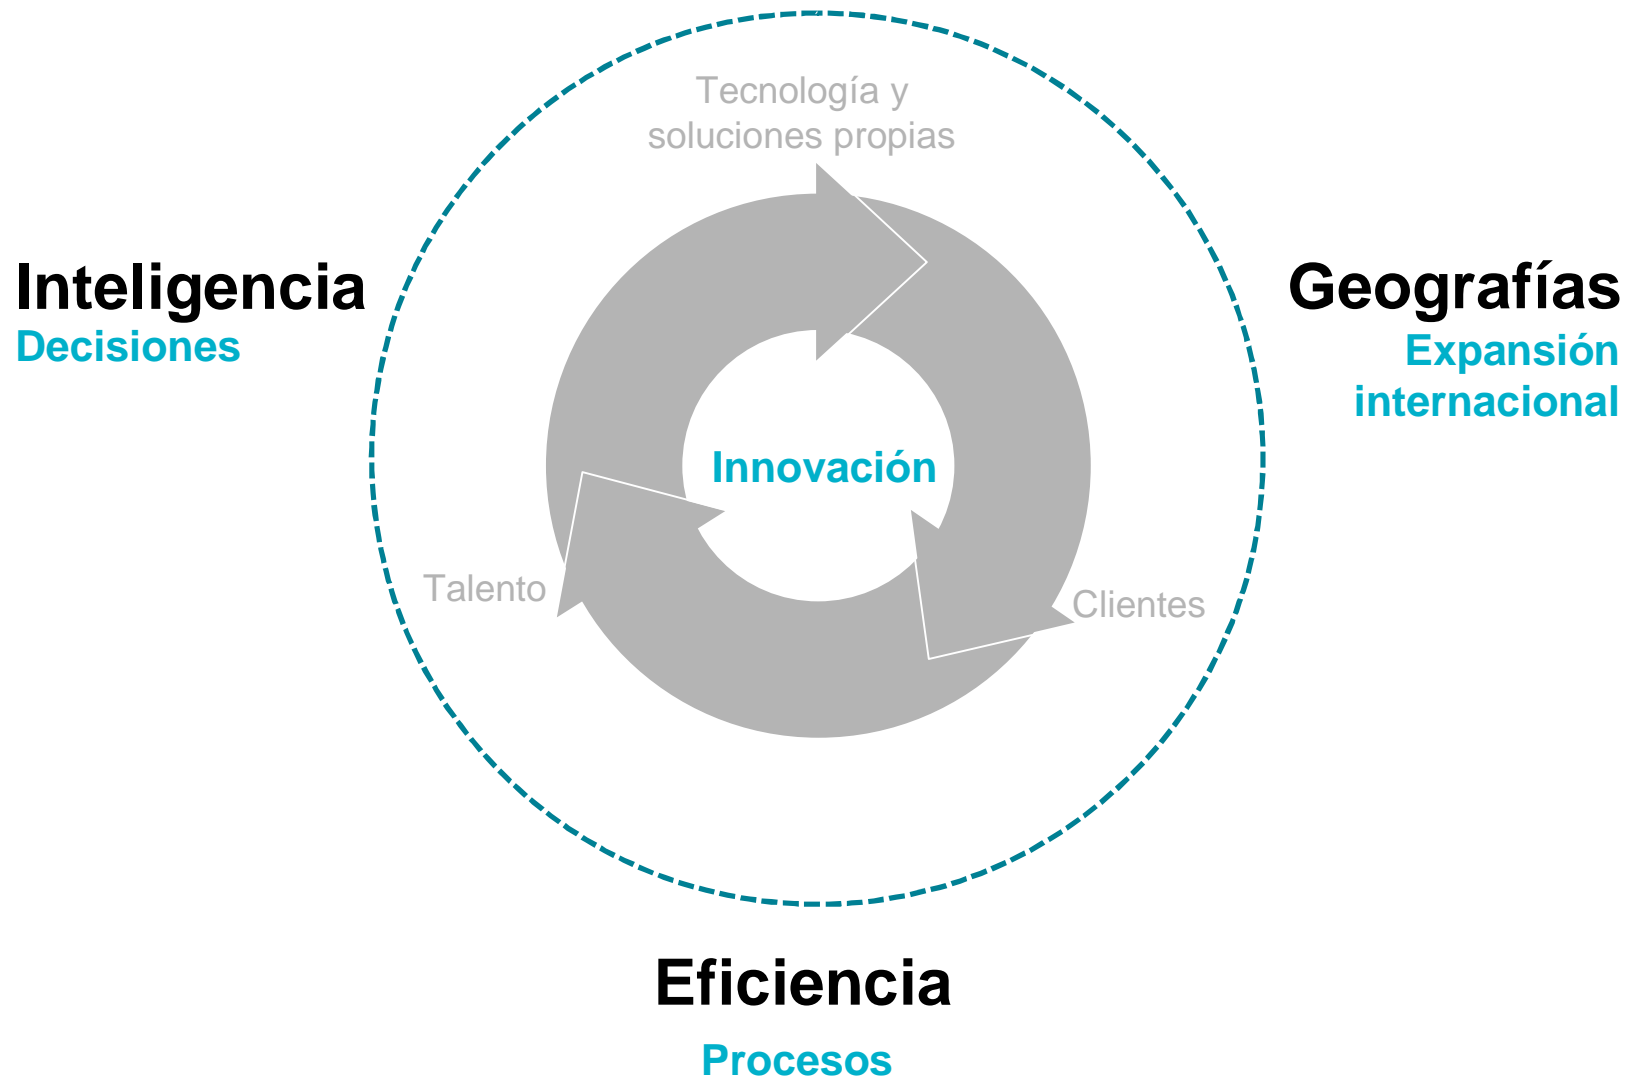 Tecnología y
soluciones propias
Inteligencia
Decisiones
Geografías
Expansión
internacional
Innovación
Talento
Clientes
Eficiencia
Procesos